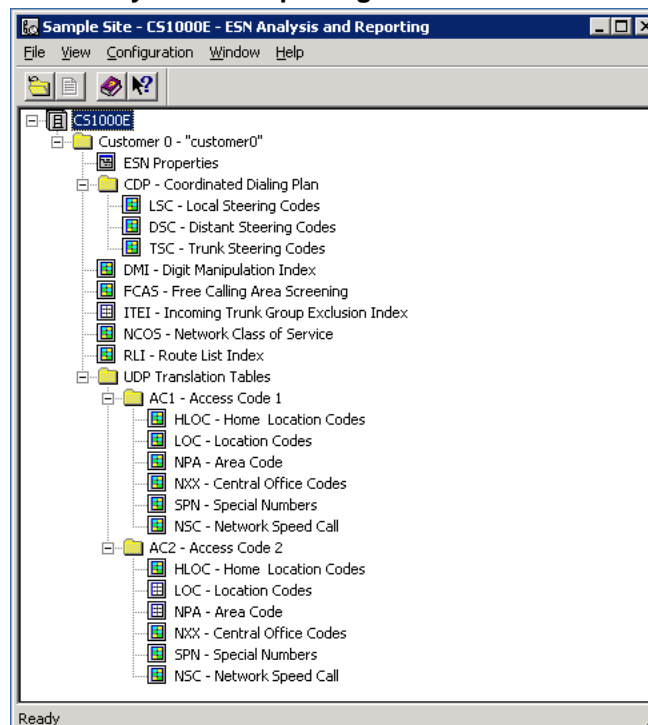 Sample Site - CS1000E - ESN Analysis and Reporting
File View Configuration Window Help
CS1000E
Customer 0 - "customer0"
ESN Properties
CDP - Coordinated Dialing Plan
LSC - Local Steering Codes
DSC - Distant Steering Codes
TSC - Trunk Steering Codes
DMI - Digit Manipulation Index
FCAS - Free Calling Area Screening
ITEI - Incoming Trunk Group Exclusion Index
NCOS - Network Class of Service
RLI - Route List Index
UDP Translation Tables
AC1 - Access Code 1
HLOC - Home  Location Codes
LOC - Location Codes
NPA - Area Code
NXX - Central Office Codes
SPN - Special Numbers
NSC - Network Speed Call
AC2 - Access Code 2
HLOC - Home  Location Codes
LOC - Location Codes
NPA - Area Code
NXX - Central Office Codes
SPN - Special Numbers
NSC - Network Speed Call
Ready